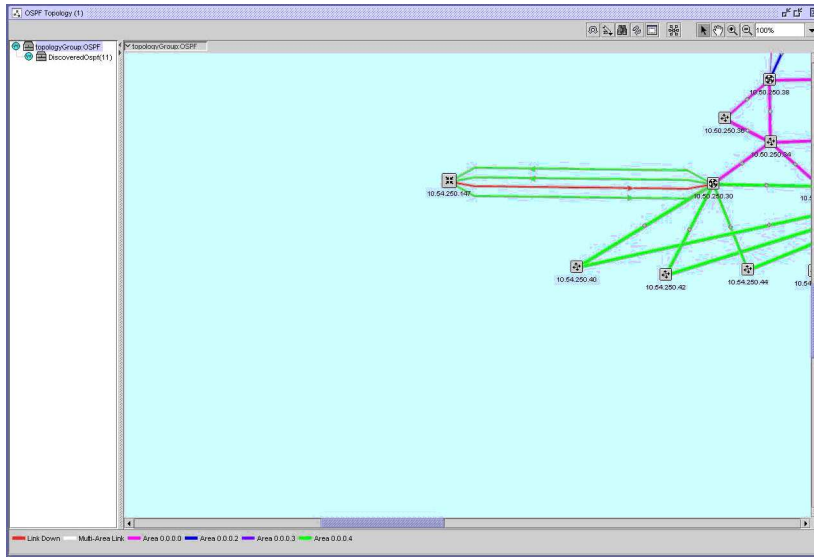 OSPF Topology (1)
100%
topologyGroup:OSPF
DiscoveredOspf(11)
topologyGroup:OSPF
10.50.250.38
10.50.250.36
10.50.250.34
10.54.250.147
10.50.250.30
10.54.250.40
10.54.250.42
10.54.250.44
Link Down Multi-Area Link Area 0.0.0.0 Area 0.0.0.2 Area 0.0.0.3 Area 0.0.0.4